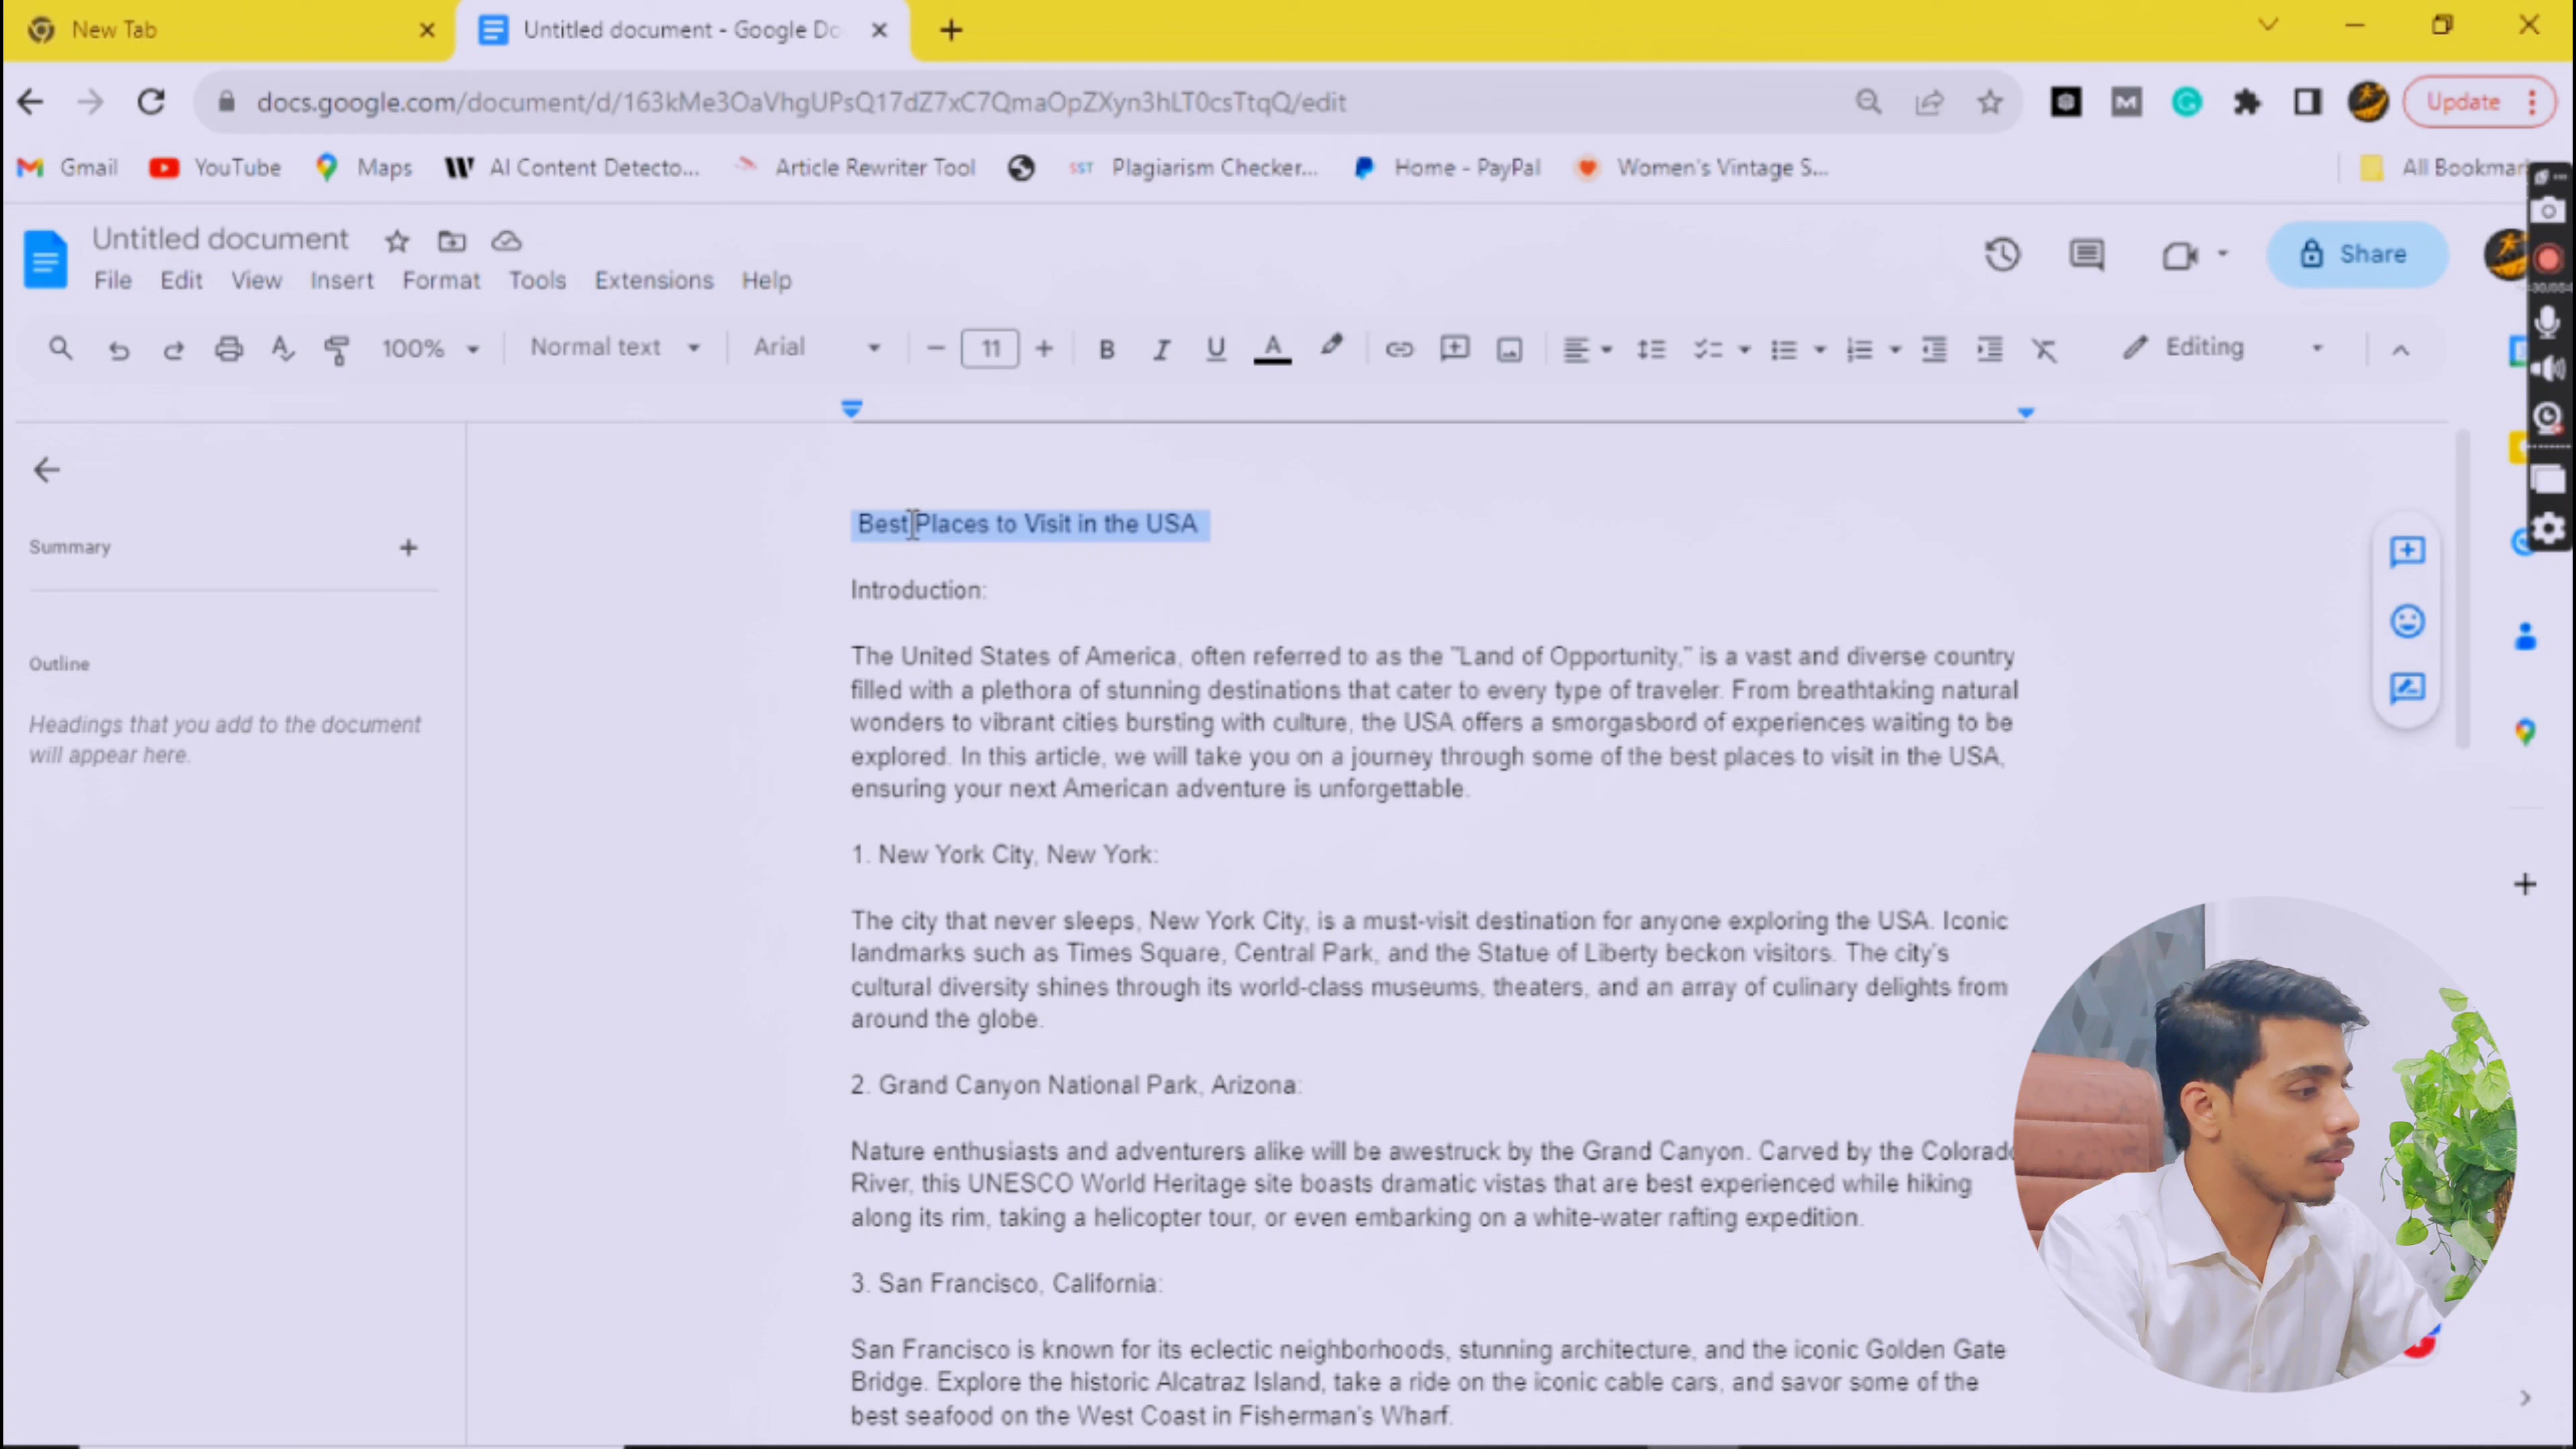 New Tab
Untitled document - Google Do
docs.google.com/document/d/163kMe3OaVhgUPsQ17dZ7xC7QmaOpZXyn3hLT0csTtqQ/edit
Update
Gmail YouTube Maps AI Content Detecto... Article Rewriter Tool SST Plagiarism Checker... Home - PayPal Women's Vintage S... All Bookmar
Untitled document
Share
File Edit View Insert Format Tools Extensions Help
100% Normal text Arial 11 B I U A Editing
Summary
Outline
Headings that you add to the document
will appear here.
Best Places to Visit in the USA
Introduction:
The United States of America, often referred to as the "Land of Opportunity," is a vast and diverse country
filled with a plethora of stunning destinations that cater to every type of traveler. From breathtaking natural
wonders to vibrant cities bursting with culture, the USA offers a smorgasbord of experiences waiting to be
explored. In this article, we will take you on a journey through some of the best places to visit in the USA,
ensuring your next American adventure is unforgettable.
1. New York City, New York:
The city that never sleeps, New York City, is a must-visit destination for anyone exploring the USA. Iconic
landmarks such as Times Square, Central Park, and the Statue of Liberty beckon visitors. The city's
cultural diversity shines through its world-class museums, theaters, and an array of culinary delights from
around the globe.
2. Grand Canyon National Park, Arizona:
Nature enthusiasts and adventurers alike will be awestruck by the Grand Canyon. Carved by the Colorado
River, this UNESCO World Heritage site boasts dramatic vistas that are best experienced while hiking
along its rim, taking a helicopter tour, or even embarking on a white-water rafting expedition.
3. San Francisco, California:
San Francisco is known for its eclectic neighborhoods, stunning architecture, and the iconic Golden Gate
Bridge. Explore the historic Alcatraz Island, take a ride on the iconic cable cars, and savor some of the
best seafood on the West Coast in Fisherman's Wharf.